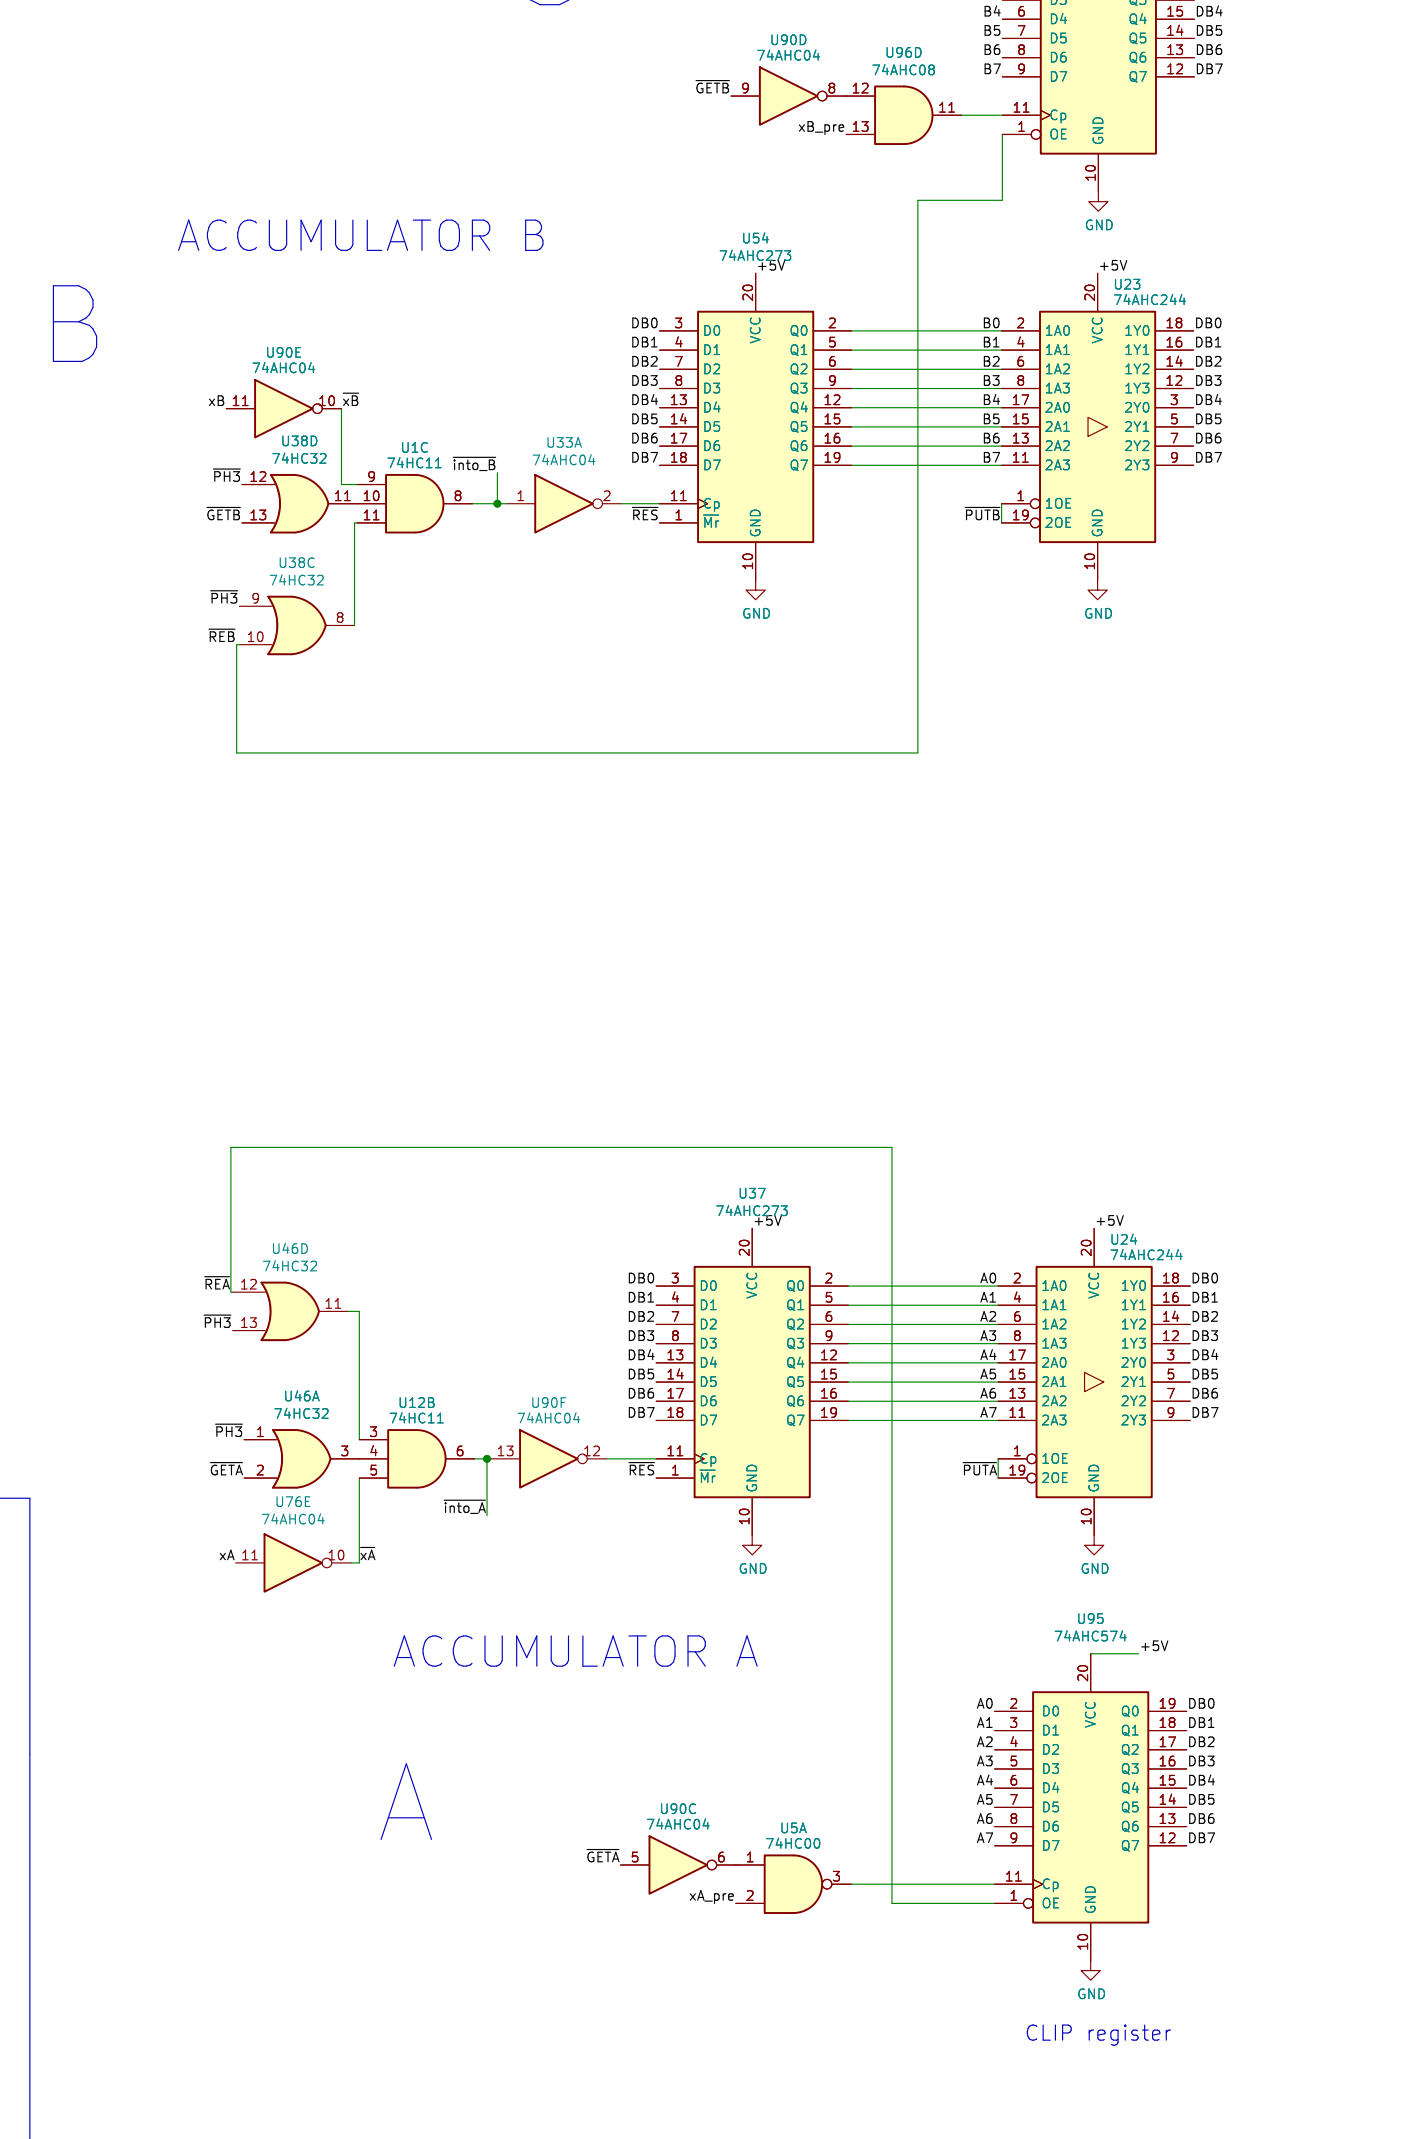 B4 6 D4 Q4 15 DB4
B5 7 D5 Q5 14 DB5
B6 8 D6 Q6 13 DB6
B7 9 D7 Q7 12 DB7
U90D
74AHC04
U96D
74AHC08
GETB 9 8 12
xB_pre 13
11 11 Cp
1 OE
GND
10
GND
ACCUMULATOR B
B
U54
74AHC273
+5V
20
VCC
DB0 3 D0 Q0 2
DB1 4 D1 Q1 5
DB2 7 D2 Q2 6
DB3 8 D3 Q3 9
DB4 13 D4 Q4 12
DB5 14 D5 Q5 15
DB6 17 D6 Q6 16
DB7 18 D7 Q7 19
11 Cp
RES 1 Mr
GND
10
GND
+5V
U23
74AHC244
20
VCC
B0 2 1A0 1Y0 18 DB0
B1 4 1A1 1Y1 16 DB1
B2 6 1A2 1Y2 14 DB2
B3 8 1A3 1Y3 12 DB3
B4 17 2A0 2Y0 3 DB4
B5 15 2A1 2Y1 5 DB5
B6 13 2A2 2Y2 7 DB6
B7 11 2A3 2Y3 9 DB7
1 1OE
PUTB 19 2OE
GND
10
GND
U90E
74AHC04
xB 11 10 xB
U38D
74HC32
PH3 12
GETB 13
11
U1C
74HC11
9
10
11
8
into_B
U33A
74AHC04
1 2
U38C
74HC32
PH3 9
REB 10
8
U46D
74HC32
REA 12
PH3 13
11
U46A
74HC32
PH3 1
GETA 2
3
U12B
74HC11
3
4
5
6
into_A
U90F
74AHC04
13 12
U76E
74AHC04
xA 11 10 xA
U37
74AHC273
+5V
20
VCC
DB0 3 D0 Q0 2
DB1 4 D1 Q1 5
DB2 7 D2 Q2 6
DB3 8 D3 Q3 9
DB4 13 D4 Q4 12
DB5 14 D5 Q5 15
DB6 17 D6 Q6 16
DB7 18 D7 Q7 19
11 Cp
RES 1 Mr
GND
10
GND
+5V
U24
74AHC244
20
VCC
A0 2 1A0 1Y0 18 DB0
A1 4 1A1 1Y1 16 DB1
A2 6 1A2 1Y2 14 DB2
A3 8 1A3 1Y3 12 DB3
A4 17 2A0 2Y0 3 DB4
A5 15 2A1 2Y1 5 DB5
A6 13 2A2 2Y2 7 DB6
A7 11 2A3 2Y3 9 DB7
1 1OE
PUTA 19 2OE
GND
10
GND
ACCUMULATOR A
A
U95
74AHC574
+5V
20
VCC
A0 2 D0 Q0 19 DB0
A1 3 D1 Q1 18 DB1
A2 4 D2 Q2 17 DB2
A3 5 D3 Q3 16 DB3
A4 6 D4 Q4 15 DB4
A5 7 D5 Q5 14 DB5
A6 8 D6 Q6 13 DB6
A7 9 D7 Q7 12 DB7
11 Cp
1 OE
GND
10
GND
U90C
74AHC04
GETA 5 6
U5A
74HC00
1
xA_pre 2
3
CLIP register